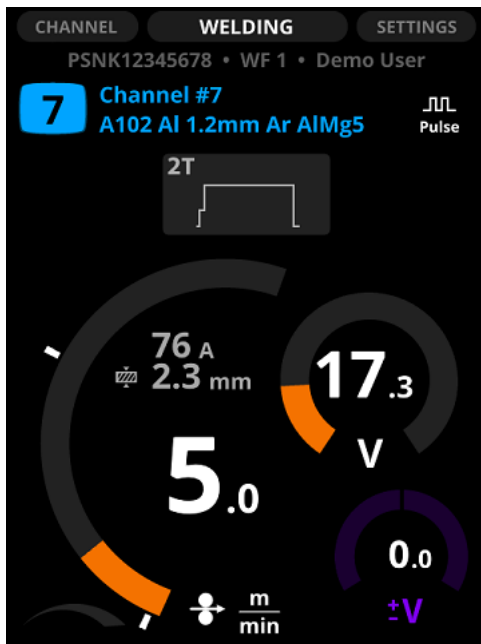 CHANNEL WELDING SETTINGS
PSNK12345678 • WF 1 • Demo User
7
Channel #7
A102 Al 1.2mm Ar AlMg5
Pulse
2T
76 A
2.3 mm
17.3
V
5.0
m
min
0.0
±V